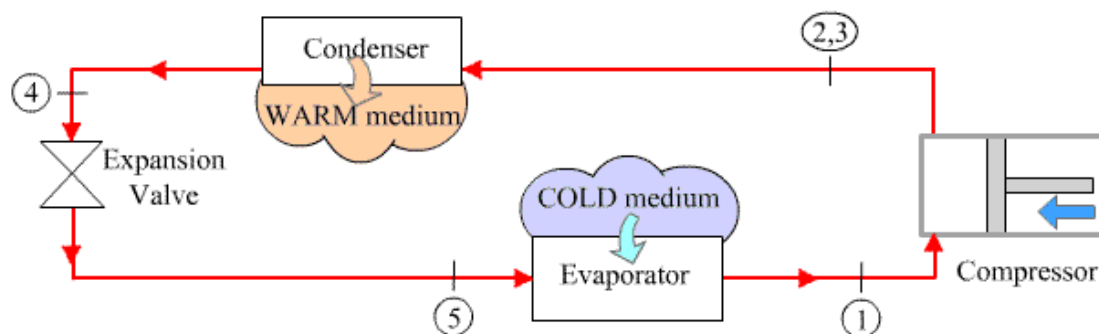 2,3
Condenser
4
WARM medium
Expansion
Valve
COLD medium
Evaporator
Compressor
5
1